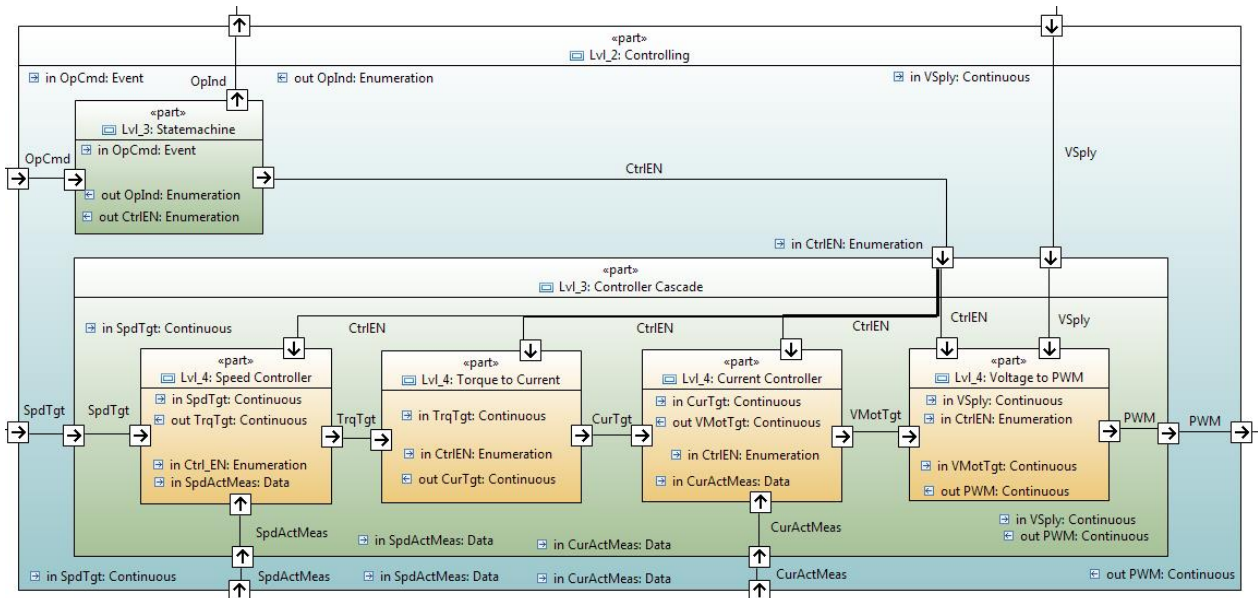 «part»
Lvl_2: Controlling
in OpCmd: Event
OpInd
out OpInd: Enumeration
in VSply: Continuous
«part»
Lvl_3: Statemachine
in OpCmd: Event
OpCmd
out OpInd: Enumeration
out CtrlEN: Enumeration
CtrlEN
VSply
in CtrlEN: Enumeration
«part»
Lvl_3: Controller Cascade
in SpdTgt: Continuous
CtrlEN
CtrlEN
CtrlEN
CtrlEN
VSply
«part»
Lvl_4: Speed Controller
in SpdTgt: Continuous
out TrqTgt: Continuous
in Ctrl_EN: Enumeration
in SpdActMeas: Data
«part»
Lvl_4: Torque to Current
in TrqTgt: Continuous
in CtrlEN: Enumeration
out CurTgt: Continuous
«part»
Lvl_4: Current Controller
in CurTgt: Continuous
out VMotTgt: Continuous
in CtrlEN: Enumeration
in CurActMeas: Data
«part»
Lvl_4: Voltage to PWM
in VSply: Continuous
in CtrlEN: Enumeration
in VMotTgt: Continuous
out PWM: Continuous
SpdTgt
SpdTgt
TrqTgt
CurTgt
VMotTgt
PWM
PWM
SpdActMeas
in SpdActMeas: Data
in CurActMeas: Data
CurActMeas
in VSply: Continuous
out PWM: Continuous
in SpdTgt: Continuous
SpdActMeas
in SpdActMeas: Data
in CurActMeas: Data
CurActMeas
out PWM: Continuous